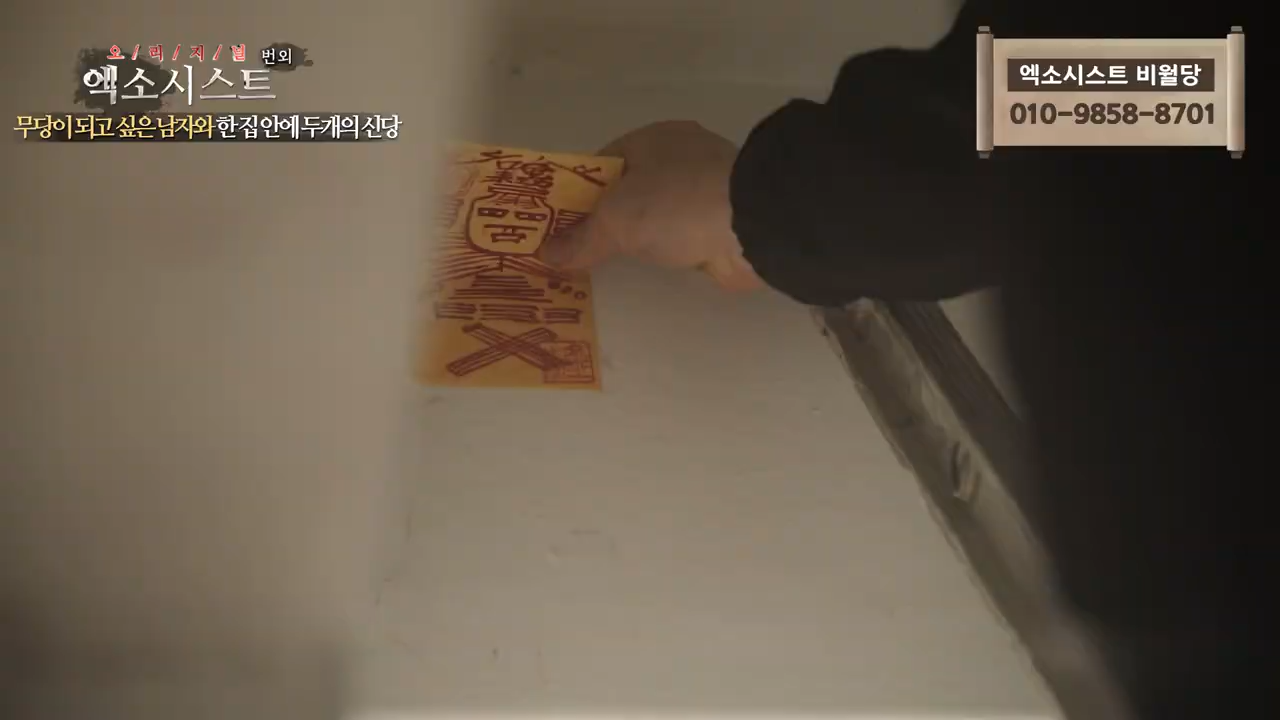 오/리/지/널 번외
엑소시스트
무당이 되고 싶은 남자와 한 집 안에 두개의 신당
엑소시스트 비월당
010-9858-8701